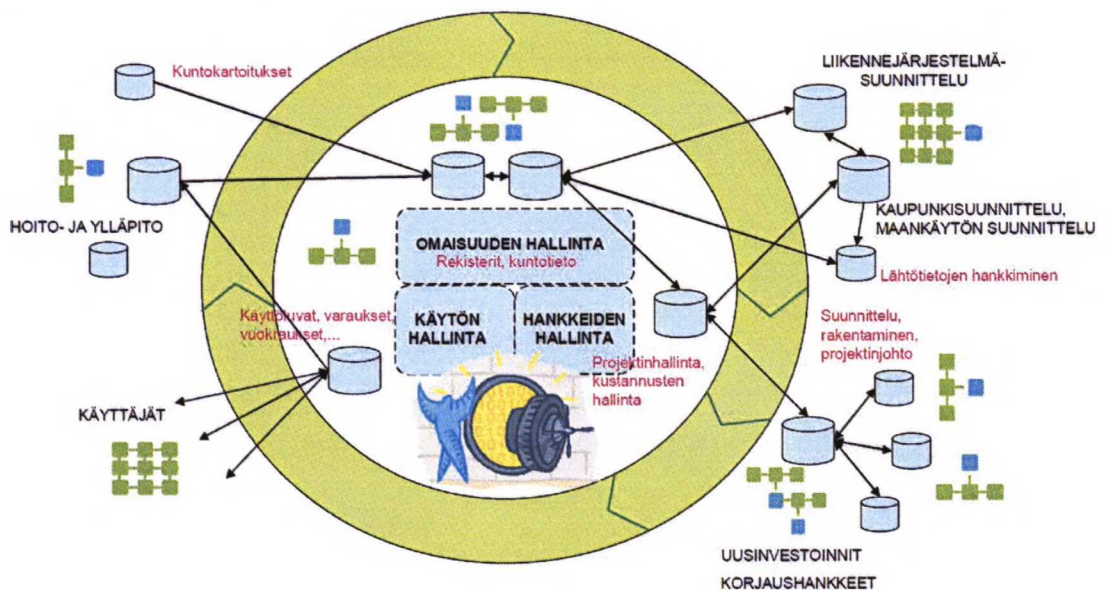 Kuntokartoitukset
LIIKENNEJÄRJESTELMÄ-
SUUNNITTELU
HOITO- JA YLLÄPITO
KAUPUNKISUUNNITTELU,
MAANKÄYTÖN SUUNNITTELU
OMAISUUDEN HALLINTA
Rekisterit, kuntotieto
Lähtötietojen hankkiminen
Käyttöluvat, varaukset,
vuokraukset,...
KÄYTÖN
HALLINTA
HANKKEIDEN
HALLINTA
Suunnittelu,
rakentaminen,
projektinjohto
Projektinhallinta,
kustannusten
hallinta
KÄYTTÄJÄT
UUSINVESTOINNIT
KORJAUSHANKKEET